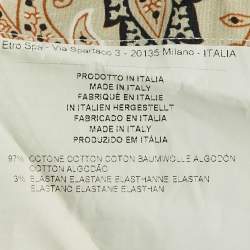 Etro Spa - Via Spartaco 3 - 20135 Milano - ITALIA
PRODOTTO IN ITALIA
MADE IN ITALY
FABRIQUÉ EN ITALIE
IN ITALIEN HERGESTELLT
FABRICADO EN ITALIA
MADE IN ITALY
PRODUZIDO EM ITÁLIA
97% COTONE COTTON COTON BAUMWOLLE ALGODÓN
COTTON ALGODÃO
3% ELASTAN ELASTANE ELASTHANNE ELASTAN
ELASTANO ELASTANE ELASTHAN